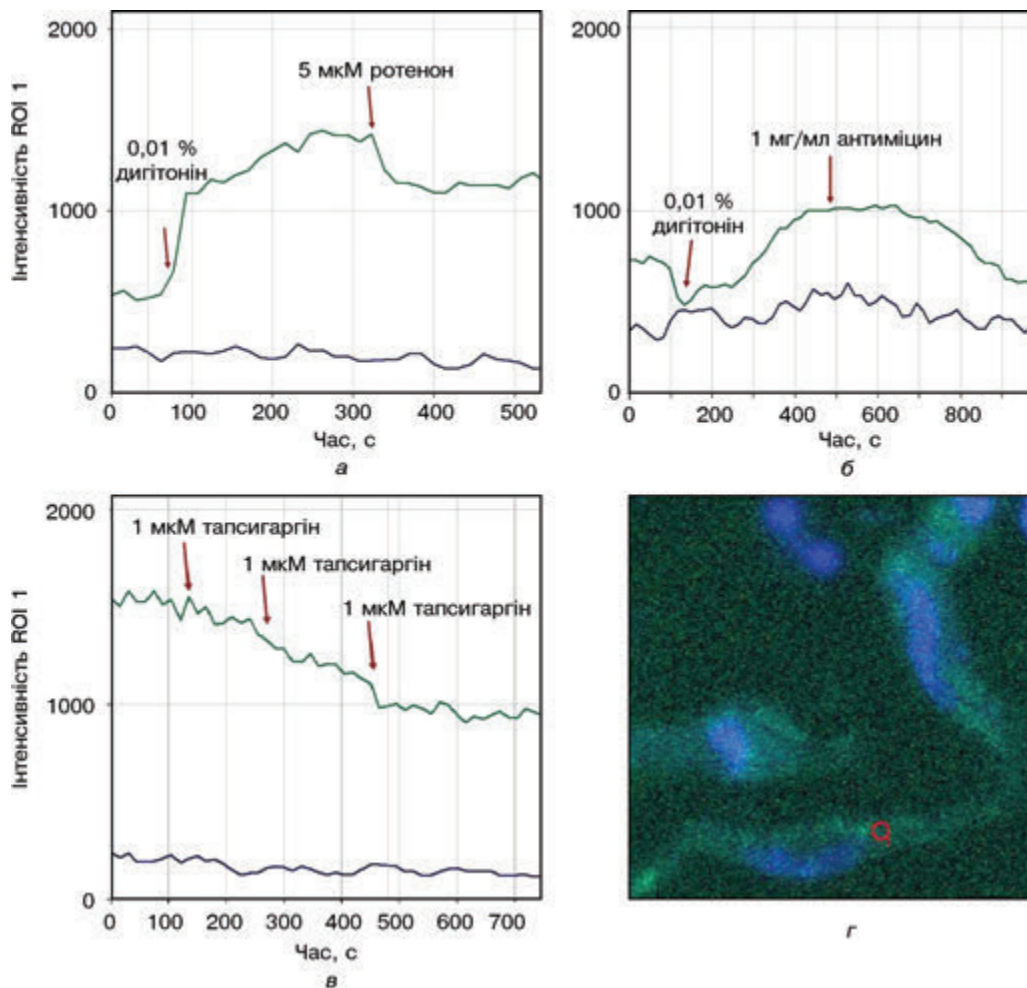 2000
1000
0
Інтенсивність ROI 1
0,01 %
дигітонін
5 мкМ ротенон
0 100 200 300 400 500
Час, с
а
2000
1000
0
0,01 %
дигітонін
1 мг/мл антиміцин
0 200 400 600 800
Час, с
б
2000
1000
0
Інтенсивність ROI 1
1 мкМ тапсигаргін
1 мкМ тапсигаргін
1 мкМ тапсигаргін
0 100 200 300 400 500 600 700
Час, с
в
г